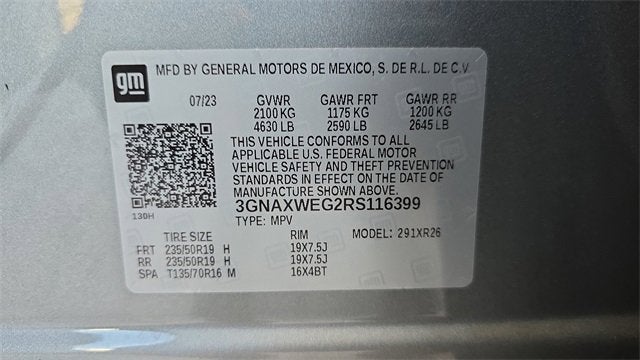 gm
MFD BY GENERAL MOTORS DE MEXICO, S. DE R.L. DE C.V
07/23 GVWR GAWR FRT GAWR RR
2100 KG 1175 KG 1200 KG
4630 LB 2590 LB 2645 LB
THIS VEHICLE CONFORMS TO ALL
APPLICABLE U.S. FEDERAL MOTOR
VEHICLE SAFETY AND THEFT PREVENTION
STANDARDS IN EFFECT ON THE DATE OF
MANUFACTURE SHOWN ABOVE.
3GNAXWEG2RS116399
130H
TYPE: MPV
TIRE SIZE RIM MODEL: 291XR26
FRT 235/50R19 H 19X7.5J
RR 235/50R19 H 19X7.5J
SPA T135/70R16 M 16X4BT